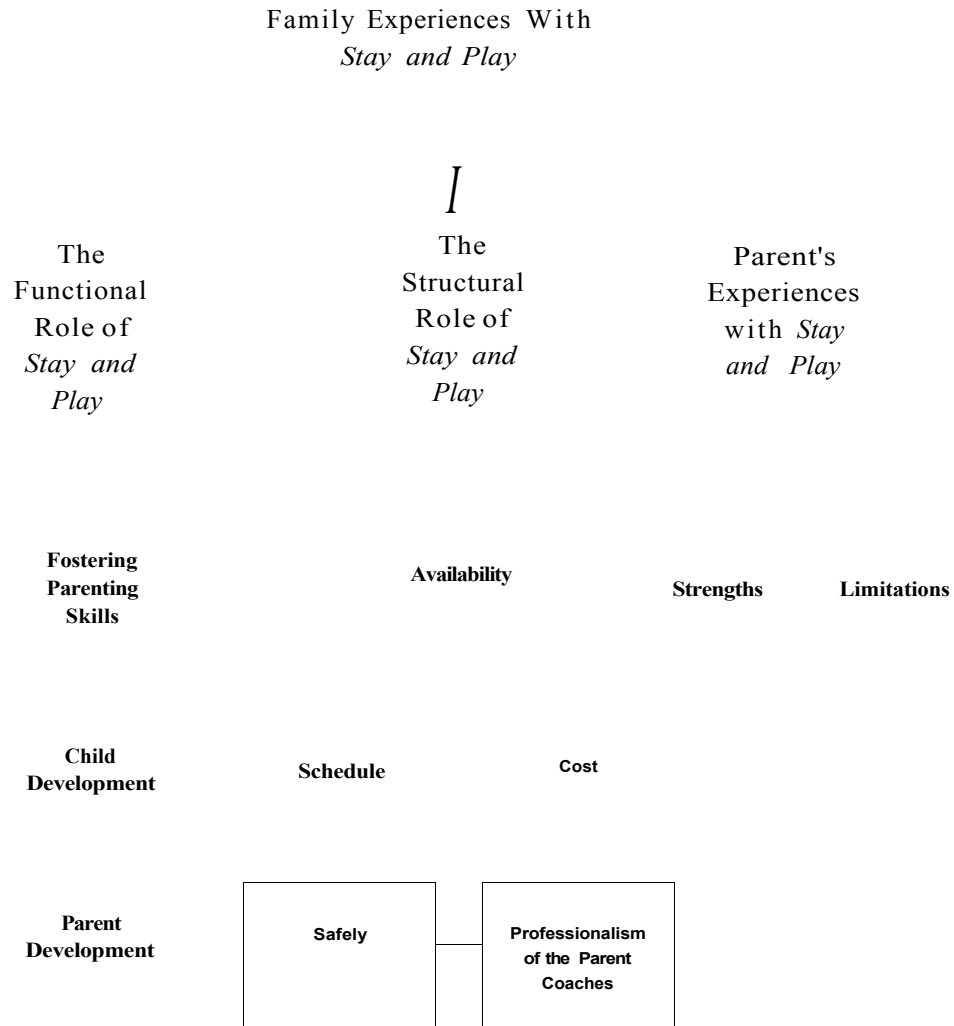 Family Experiences With
Stay and Play
I
The
Functional
Role of
Stay and
Play
The
Structural
Role of
Stay and
Play
Parent's
Experiences
with Stay
and Play
Fostering
Parenting
Skills
Availability
Strengths
Limitations
Child
Development
Schedule
Cost
Parent
Development
Safely
Professionalism
of the Parent
Coaches